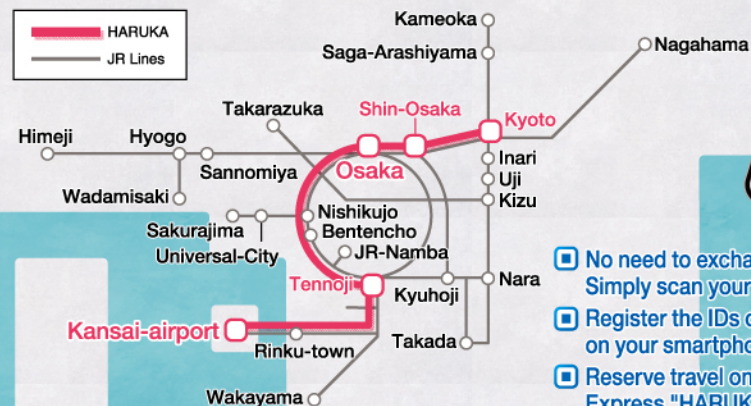 HARUKA
JR Lines
Kameoka
Saga-Arashiyama
Nagahama
Takarazuka
Shin-Osaka
Kyoto
Himeji
Hyogo
Sannomiya
Osaka
Inari
Uji
Kizu
Wadamisaki
Sakurajima
Nishikujo
Bentencho
Universal-City
JR-Namba
Tennoji
Kyuhoji
Nara
Kansai-airport
Rinku-town
Takada
Wakayama
No need to excha
Simply scan your
Register the IDs
on your smartpho
Reserve travel on
Express "HARUK